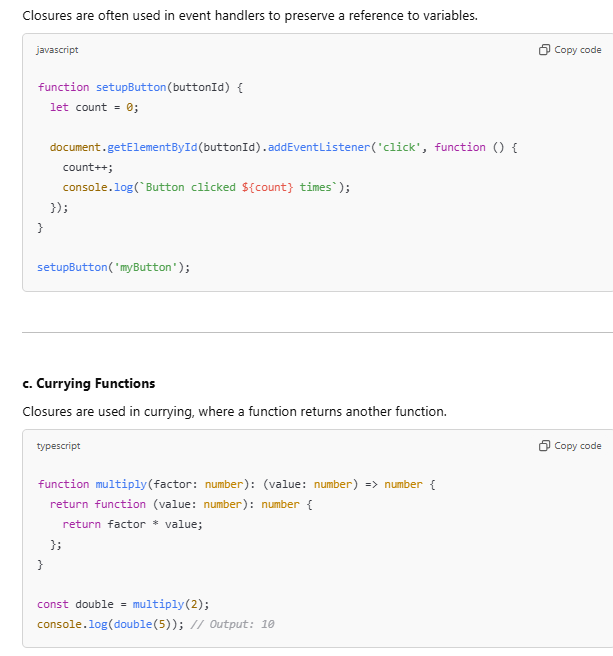 Closures are often used in event handlers to preserve a reference to variables.
javascript
Copy code
function setupButton(buttonId) {
  let count = 0;

  document.getElementById(buttonId).addEventListener('click', function () {
    count++;
    console.log(`Button clicked ${count} times`);
  });
}

setupButton('myButton');
c. Currying Functions
Closures are used in currying, where a function returns another function.
typescript
Copy code
function multiply(factor: number): (value: number) => number {
  return function (value: number): number {
    return factor * value;
  };
}

const double = multiply(2);
console.log(double(5)); // Output: 10